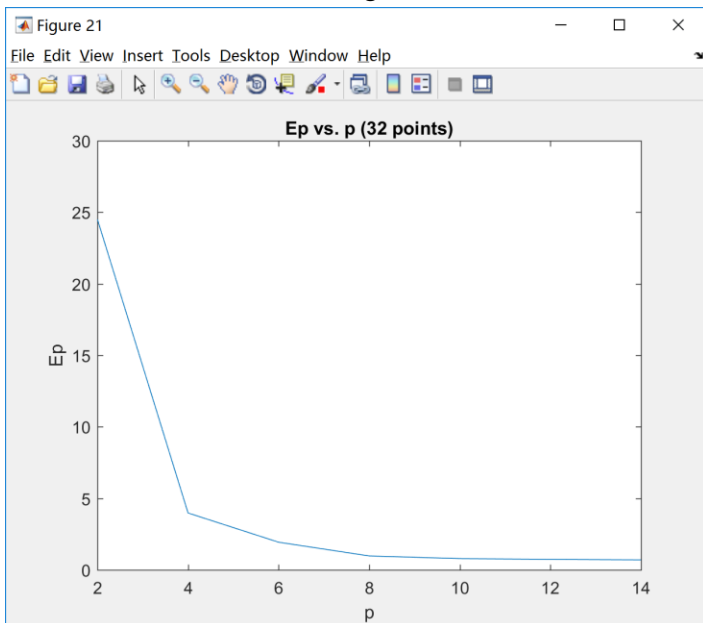 Figure 21
File Edit View Insert Tools Desktop Window Help
Ep vs. p (32 points)
30
25
20
15
10
5
0
Ep
2 4 6 8 10 12 14
p